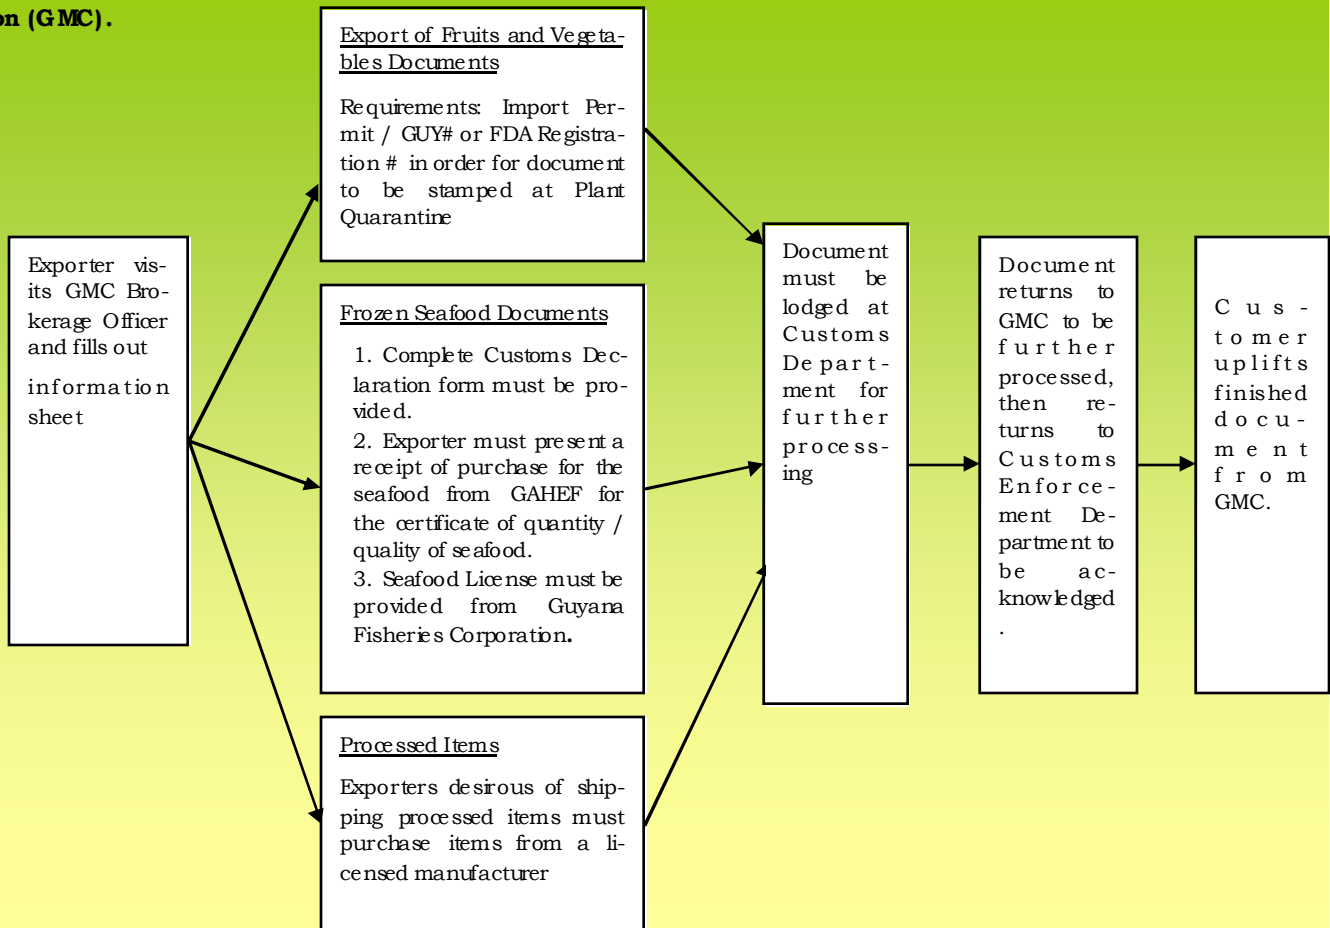 on (GMC).
Exporter vis-
its GMC Bro-
kerage Officer
and fills out
information
sheet
Export of Fruits and Vegeta-
bles Documents
Requirements: Import Per-
mit / GUY# or FDA Registra-
tion # in order for document
to be stamped at Plant
Quarantine
Frozen Seafood Documents
1. Complete Customs Dec-
laration form must be pro-
vided.
2. Exporter must present a
receipt of purchase for the
seafood from GAHEF for
the certificate of quantity /
quality of seafood.
3. Seafood License must be
provided from Guyana
Fisheries Corporation.
Processed Items
Exporters desirous of ship-
ping processed items must
purchase items from a li-
censed manufacturer
Document
must be
lodged at
Customs
Depart-
ment for
further
process-
ing
Document
returns to
GMC to be
further
processed,
then re-
turns to
Customs
Enforce-
ment De-
partment to
be ac-
knowledged
.
Cus-
tomer
uplifts
finished
docu-
ment
from
GMC.